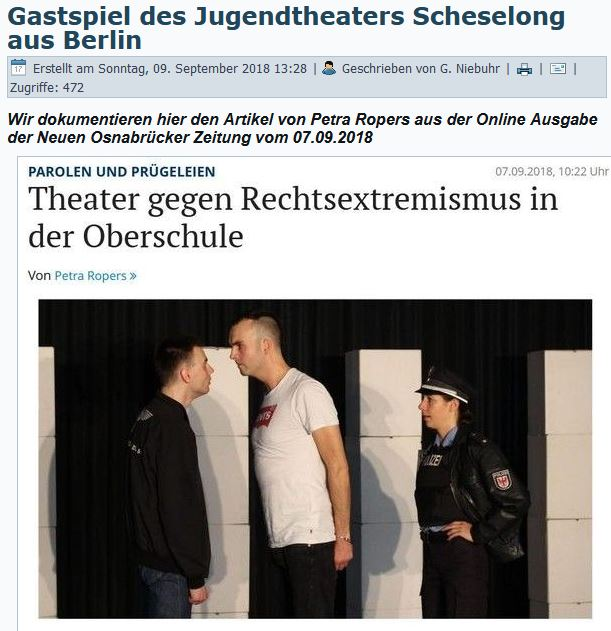 Gastspiel des Jugendtheaters Scheselong
aus Berlin
17 Erstellt am Sonntag, 09. September 2018 13:28 | Geschrieben von G. Niebuhr | | |
Zugriffe: 472
Wir dokumentieren hier den Artikel von Petra Ropers aus der Online Ausgabe
der Neuen Osnabrücker Zeitung vom 07.09.2018
PAROLEN UND PRÜGELEIEN 07.09.2018, 10:22 Uhr
Theater gegen Rechtsextremismus in
der Oberschule
Von Petra Ropers »
LEVI'S
POLIZEI